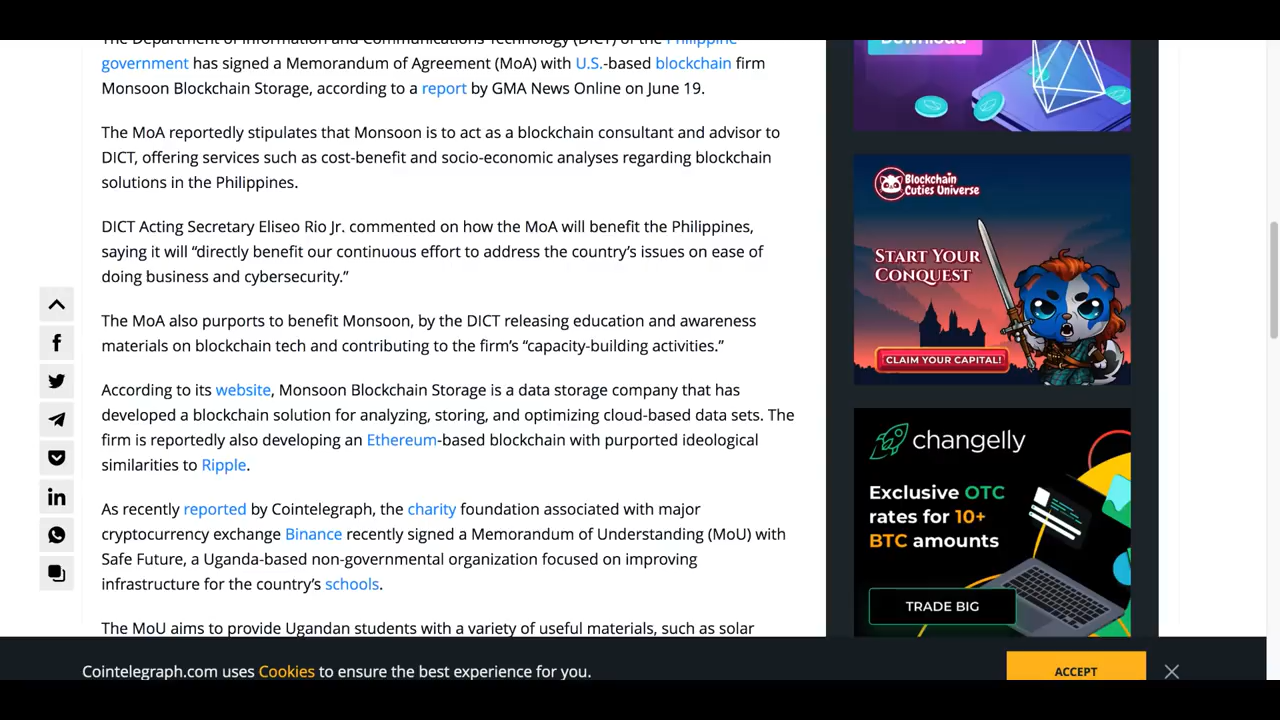 The Department of Information and Communications Technology (DICT) of the Philippine
government has signed a Memorandum of Agreement (MoA) with U.S.-based blockchain firm
Monsoon Blockchain Storage, according to a report by GMA News Online on June 19.
The MoA reportedly stipulates that Monsoon is to act as a blockchain consultant and advisor to
DICT, offering services such as cost-benefit and socio-economic analyses regarding blockchain
solutions in the Philippines.
DICT Acting Secretary Eliseo Rio Jr. commented on how the MoA will benefit the Philippines,
saying it will “directly benefit our continuous effort to address the country’s issues on ease of
doing business and cybersecurity.”
The MoA also purports to benefit Monsoon, by the DICT releasing education and awareness
materials on blockchain tech and contributing to the firm’s “capacity-building activities.”
According to its website, Monsoon Blockchain Storage is a data storage company that has
developed a blockchain solution for analyzing, storing, and optimizing cloud-based data sets. The
firm is reportedly also developing an Ethereum-based blockchain with purported ideological
similarities to Ripple.
As recently reported by Cointelegraph, the charity foundation associated with major
cryptocurrency exchange Binance recently signed a Memorandum of Understanding (MoU) with
Safe Future, a Uganda-based non-governmental organization focused on improving
infrastructure for the country’s schools.
The MoU aims to provide Ugandan students with a variety of useful materials, such as solar
Download
Blockchain
Cuties Universe
START YOUR
CONQUEST
CLAIM YOUR CAPITAL!
changelly
Exclusive OTC
rates for 10+
BTC amounts
TRADE BIG
Cointelegraph.com uses Cookies to ensure the best experience for you.
ACCEPT